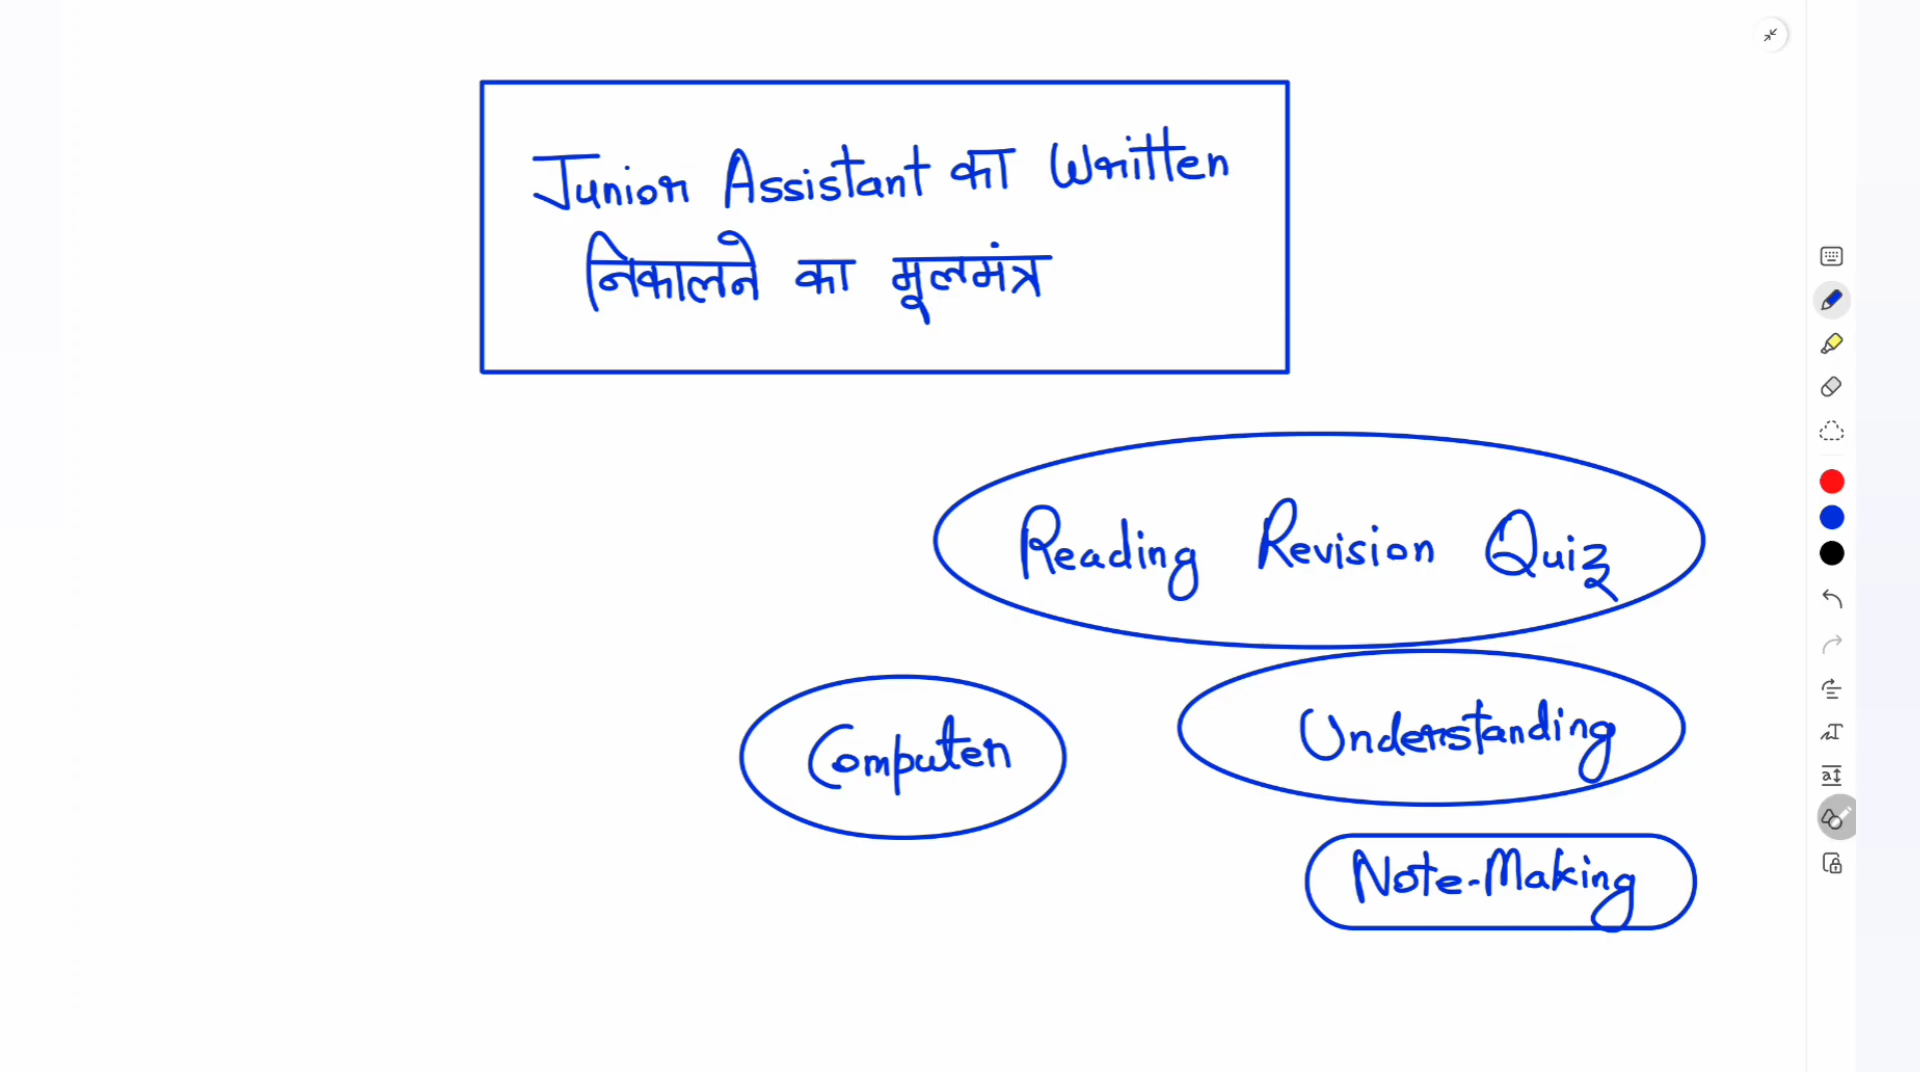 Junior Assistant का Written
निकालने का मूलमंत्र
Reading Revision Quiz
Computer
Understanding
Note-Making